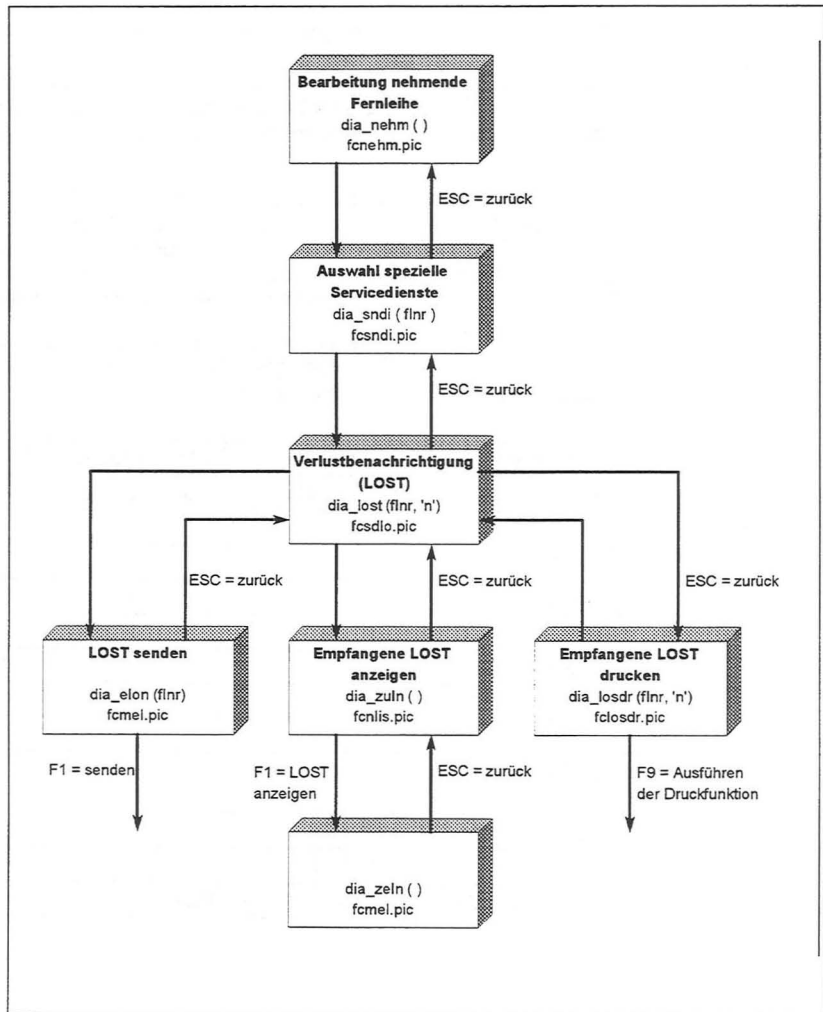 Bearbeitung nehmende
Fernleihe
dia_nehm ( )
fcnehm.pic
ESC = zurück
Auswahl spezielle
Servicedienste
dia_sndi ( flnr )
fcsndi.pic
ESC = zurück
Verlustbenachrichtigung
(LOST)
dia_lost (flnr, 'n')
fcsdlo.pic
ESC = zurück
ESC = zurück
ESC = zurück
LOST senden
dia_elon (flnr)
fcmel.pic
Empfangene LOST
anzeigen
dia_zuln ( )
fcnlis.pic
Empfangene LOST
drucken
dia_losdr (flnr, 'n')
fclosdr.pic
F1 = senden
F1 = LOST
anzeigen
ESC = zurück
F9 = Ausführen
der Druckfunktion
dia_zeln ( )
fcmel.pic